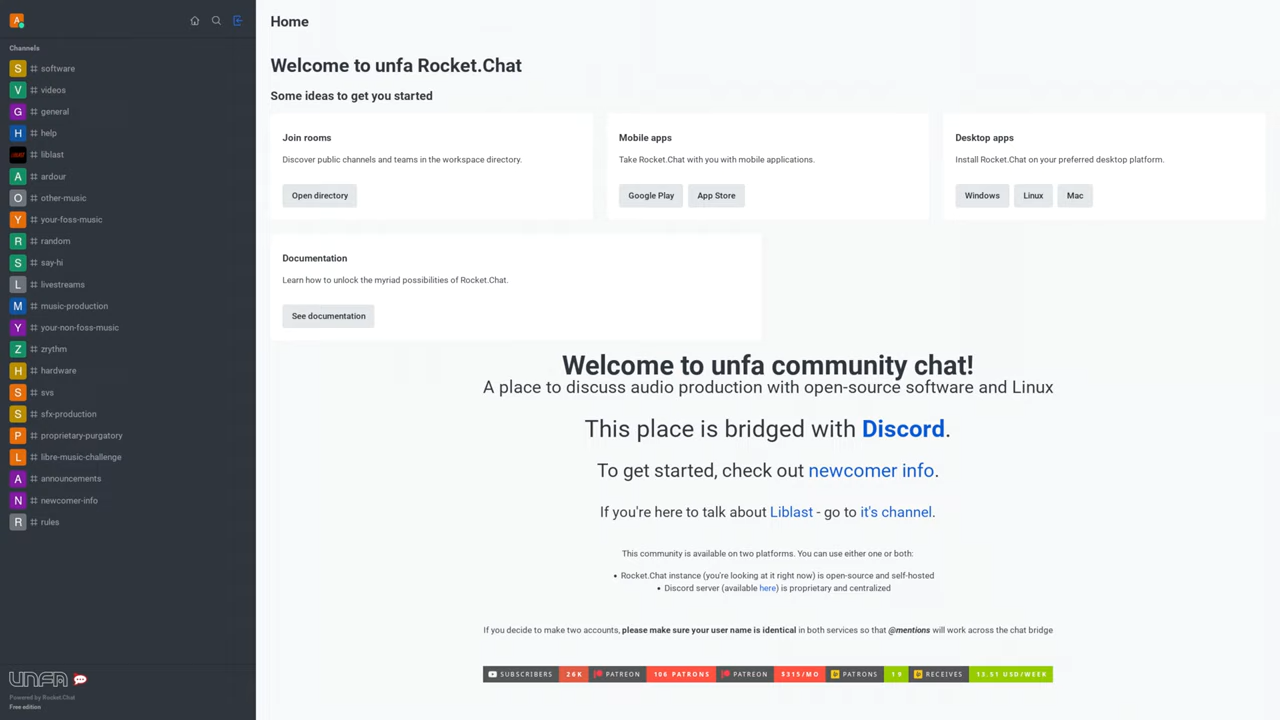 A
Channels
S # software
V # videos
G # general
H # help
# liblast
A # ardour
O # other-music
Y # your-foss-music
R # random
S # say-hi
L # livestreams
M # music-production
Y # your-non-foss-music
Z # zrythm
H # hardware
S # svs
S # sfx-production
P # proprietary-purgatory
L # libre-music-challenge
A # announcements
N # newcomer-info
R # rules
UNFA
Powered by Rocket.Chat
Free edition
Home
Welcome to unfa Rocket.Chat
Some ideas to get you started
Join rooms
Discover public channels and teams in the workspace directory.
Open directory
Mobile apps
Take Rocket.Chat with you with mobile applications.
Google Play App Store
Desktop apps
Install Rocket.Chat on your preferred desktop platform.
Windows Linux Mac
Documentation
Learn how to unlock the myriad possibilities of Rocket.Chat.
See documentation
Welcome to unfa community chat!
A place to discuss audio production with open-source software and Linux
This place is bridged with Discord.
To get started, check out newcomer info.
If you're here to talk about Liblast - go to it's channel.
This community is available on two platforms. You can use either one or both:
• Rocket.Chat instance (you're looking at it right now) is open-source and self-hosted
• Discord server (available here) is proprietary and centralized
If you decide to make two accounts, please make sure your user name is identical in both services so that @mentions will work across the chat bridge
SUBSCRIBERS 26K PATREON 106 PATRONS PATREON $315/MO PATRONS 19 RECEIVES 13.51 USD/WEEK